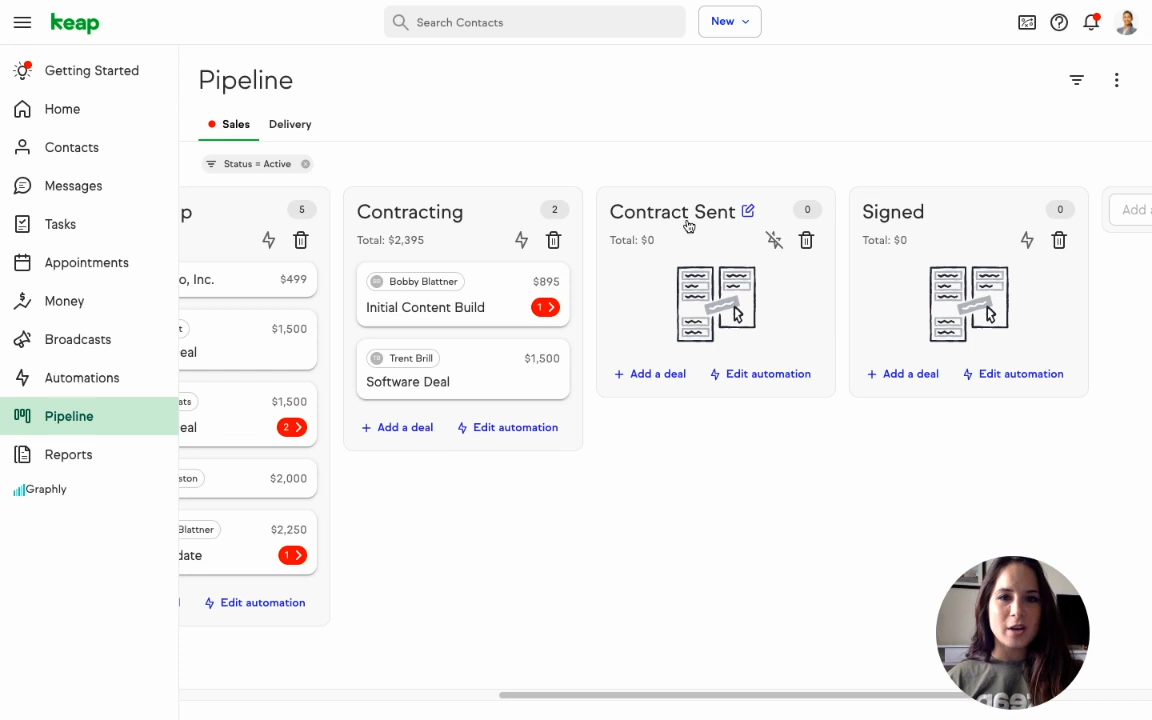 keap
Search Contacts
New
Getting Started
Home
Contacts
Messages
Tasks
Appointments
Money
Broadcasts
Automations
Pipeline
Reports
Graphly
Pipeline
Sales
Delivery
Status = Active
p
5
o, Inc.
$499
t
$1,500
eal
ats
$1,500
eal
2
ston
$2,000
Blattner
$2,250
date
1
Edit automation
Contracting
2
Total: $2,395
Bobby Blattner
$895
Initial Content Build
1
Trent Brill
$1,500
Software Deal
+ Add a deal
Edit automation
Contract Sent
0
Total: $0
+ Add a deal
Edit automation
Signed
0
Total: $0
+ Add a deal
Edit automation
Add a